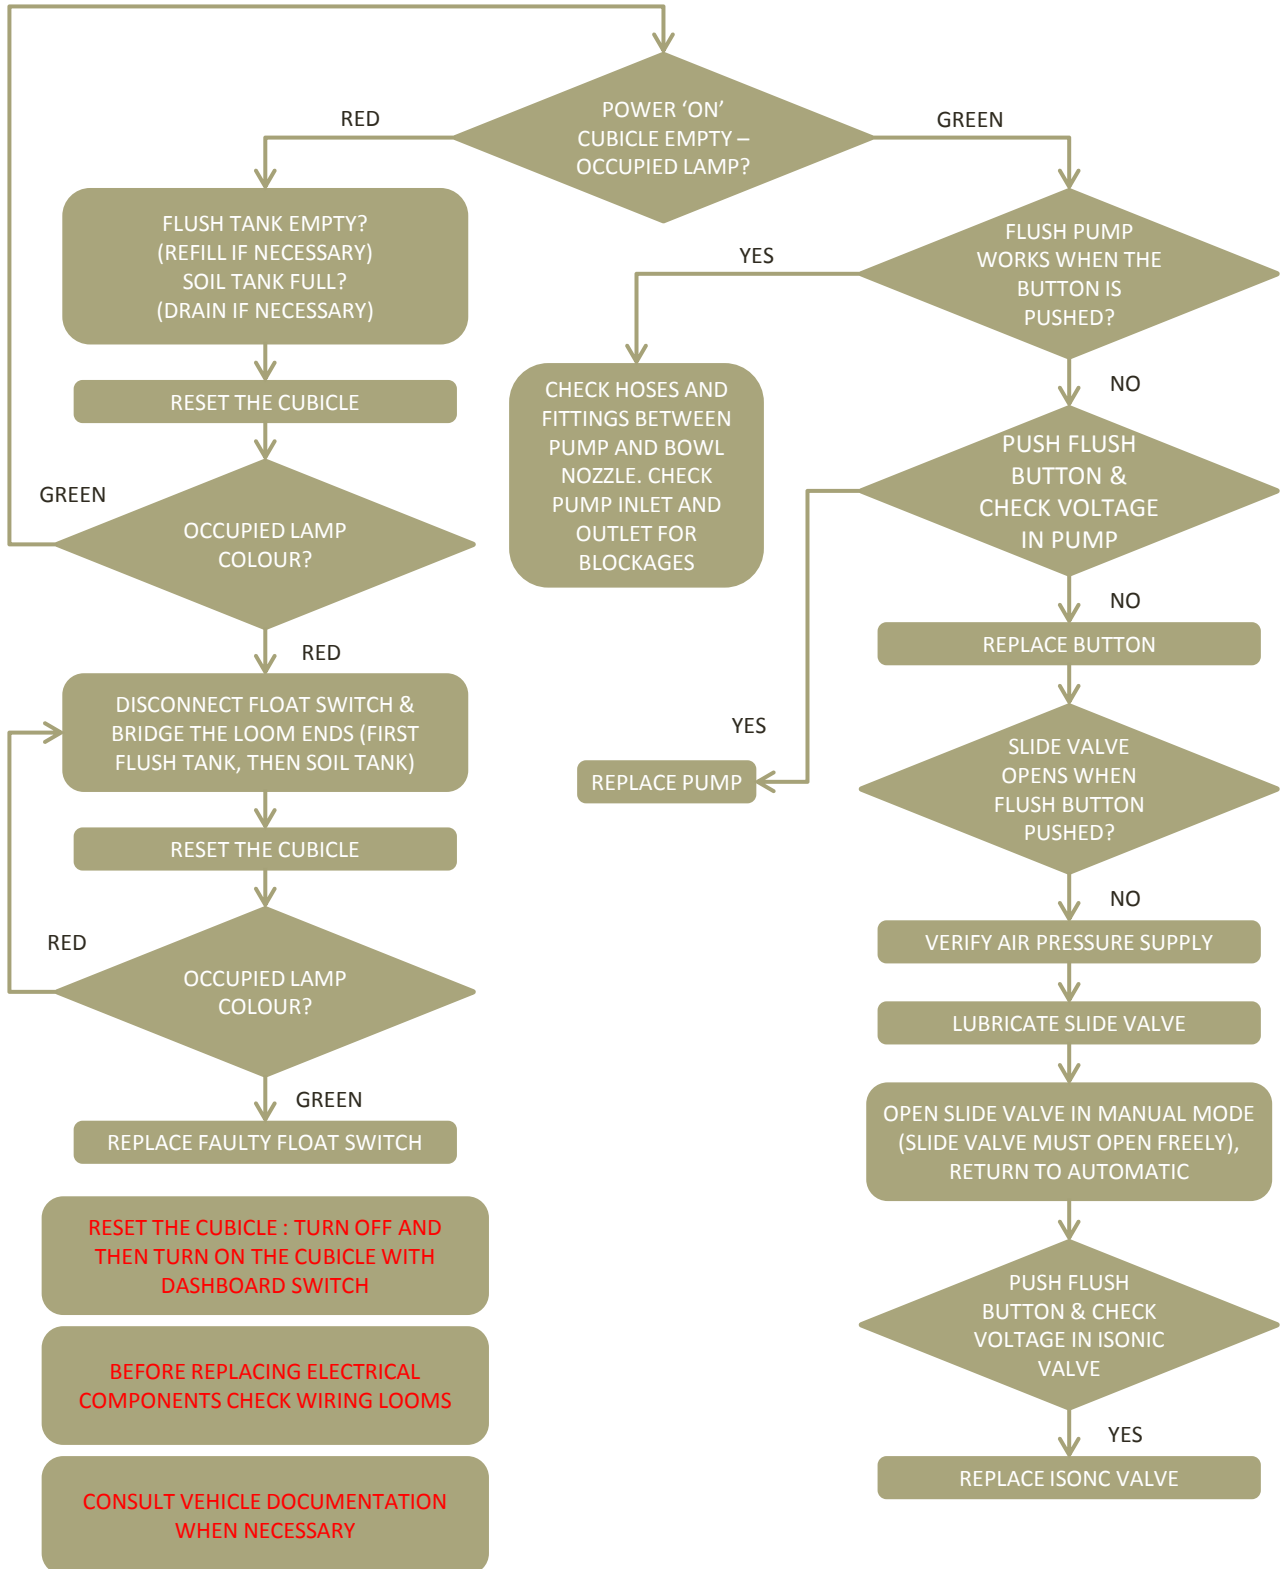 POWER ‘ON’
CUBICLE EMPTY –
OCCUPIED LAMP?
RED
GREEN
FLUSH TANK EMPTY?
(REFILL IF NECESSARY)
SOIL TANK FULL?
(DRAIN IF NECESSARY)
RESET THE CUBICLE
GREEN
OCCUPIED LAMP
COLOUR?
RED
DISCONNECT FLOAT SWITCH &
BRIDGE THE LOOM ENDS (FIRST
FLUSH TANK, THEN SOIL TANK)
RESET THE CUBICLE
RED
OCCUPIED LAMP
COLOUR?
GREEN
REPLACE FAULTY FLOAT SWITCH
RESET THE CUBICLE : TURN OFF AND
THEN TURN ON THE CUBICLE WITH
DASHBOARD SWITCH
BEFORE REPLACING ELECTRICAL
COMPONENTS CHECK WIRING LOOMS
CONSULT VEHICLE DOCUMENTATION
WHEN NECESSARY
FLUSH PUMP
WORKS WHEN THE
BUTTON IS
PUSHED?
YES
CHECK HOSES AND
FITTINGS BETWEEN
PUMP AND BOWL
NOZZLE. CHECK
PUMP INLET AND
OUTLET FOR
BLOCKAGES
NO
PUSH FLUSH
BUTTON &
CHECK VOLTAGE
IN PUMP
YES
REPLACE PUMP
NO
REPLACE BUTTON
SLIDE VALVE
OPENS WHEN
FLUSH BUTTON
PUSHED?
NO
VERIFY AIR PRESSURE SUPPLY
LUBRICATE SLIDE VALVE
OPEN SLIDE VALVE IN MANUAL MODE
(SLIDE VALVE MUST OPEN FREELY),
RETURN TO AUTOMATIC
PUSH FLUSH
BUTTON & CHECK
VOLTAGE IN ISONIC
VALVE
YES
REPLACE ISONC VALVE